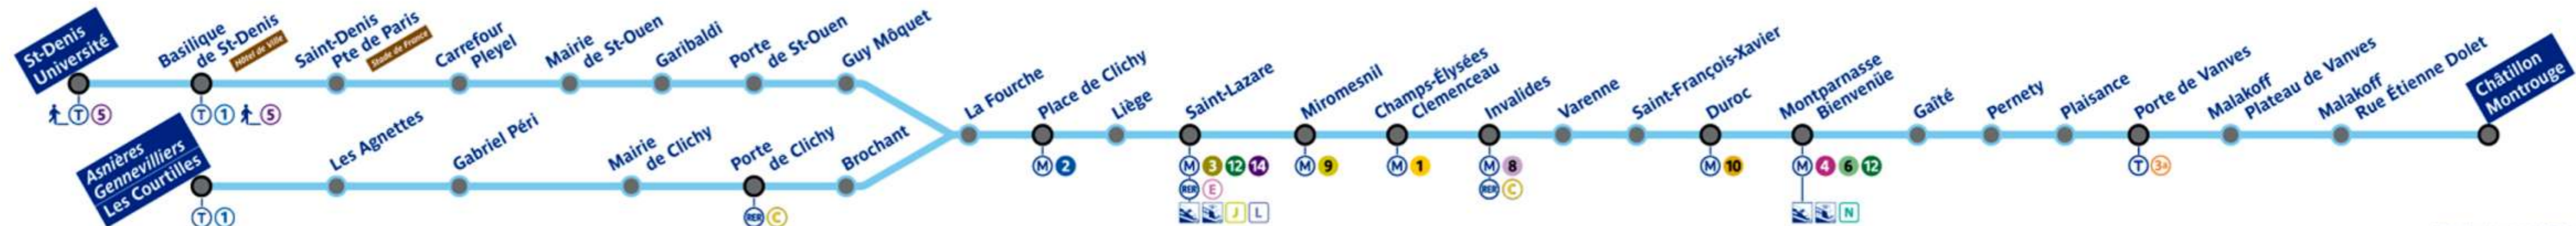 St-Denis
Université
T 5
Basilique
de St-Denis
Hôtel de Ville
T 1 5
Saint-Denis
Pte de Paris
Stade de France
Carrefour
Pleyel
Mairie
de St-Ouen
Garibaldi
Porte
de St-Ouen
Guy Môquet
Asnières
Gennevilliers
Les Courtilles
T 1
Les Agnettes
Gabriel Péri
Mairie
de Clichy
Porte
de Clichy
RER C
Brochant
La Fourche
Place de Clichy
M 2
Liège
Saint-Lazare
M 3 12 14
RER E
J L
Miromesnil
M 9
Champs-Élysées
Clemenceau
M 1
Invalides
M 8
RER C
Varenne
Saint-François-Xavier
Duroc
M 10
Montparnasse
Bienvenüe
M 4 6 12
N
Gaîté
Pernety
Plaisance
Porte de Vanves
T 3a
Malakoff
Plateau de Vanves
Malakoff
Rue Étienne Dolet
Châtillon
Montrouge